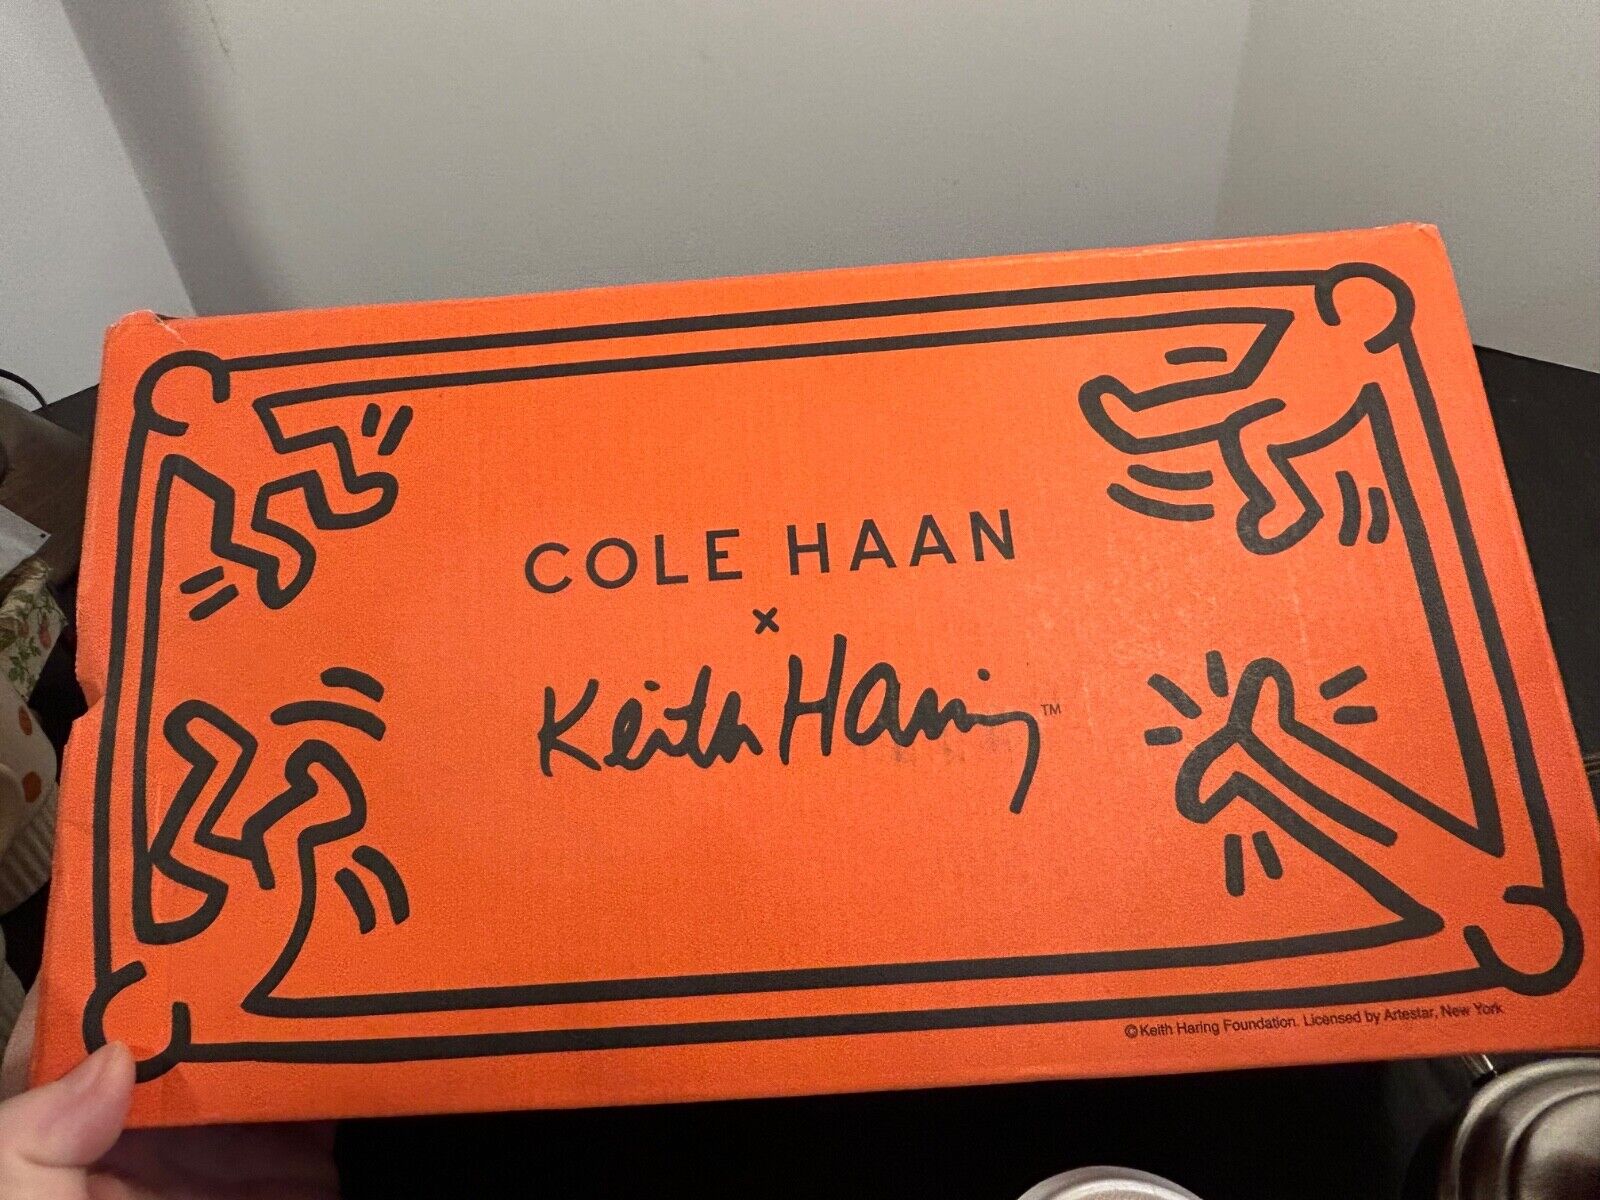 COLE HAAN
x
Keith Haring™
©Keith Haring Foundation. Licensed by Artestar, New York